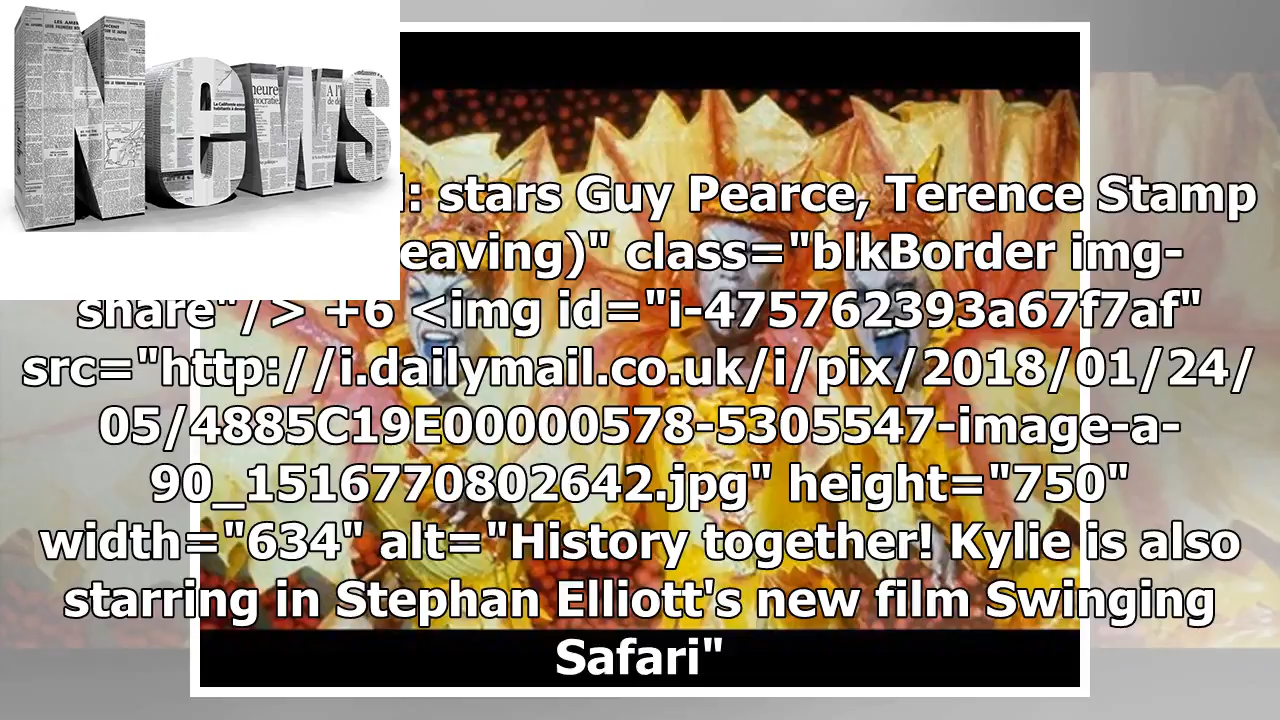 News
: stars Guy Pearce, Terence Stamp
eaving)" class="blkBorder img-
share"/> +6 <img id="i-475762393a67f7af"
src="http://i.dailymail.co.uk/i/pix/2018/01/24/
05/4885C19E00000578-5305547-image-a-
90_1516770802642.jpg" height="750"
width="634" alt="History together! Kylie is also
starring in Stephan Elliott's new film Swinging
Safari"